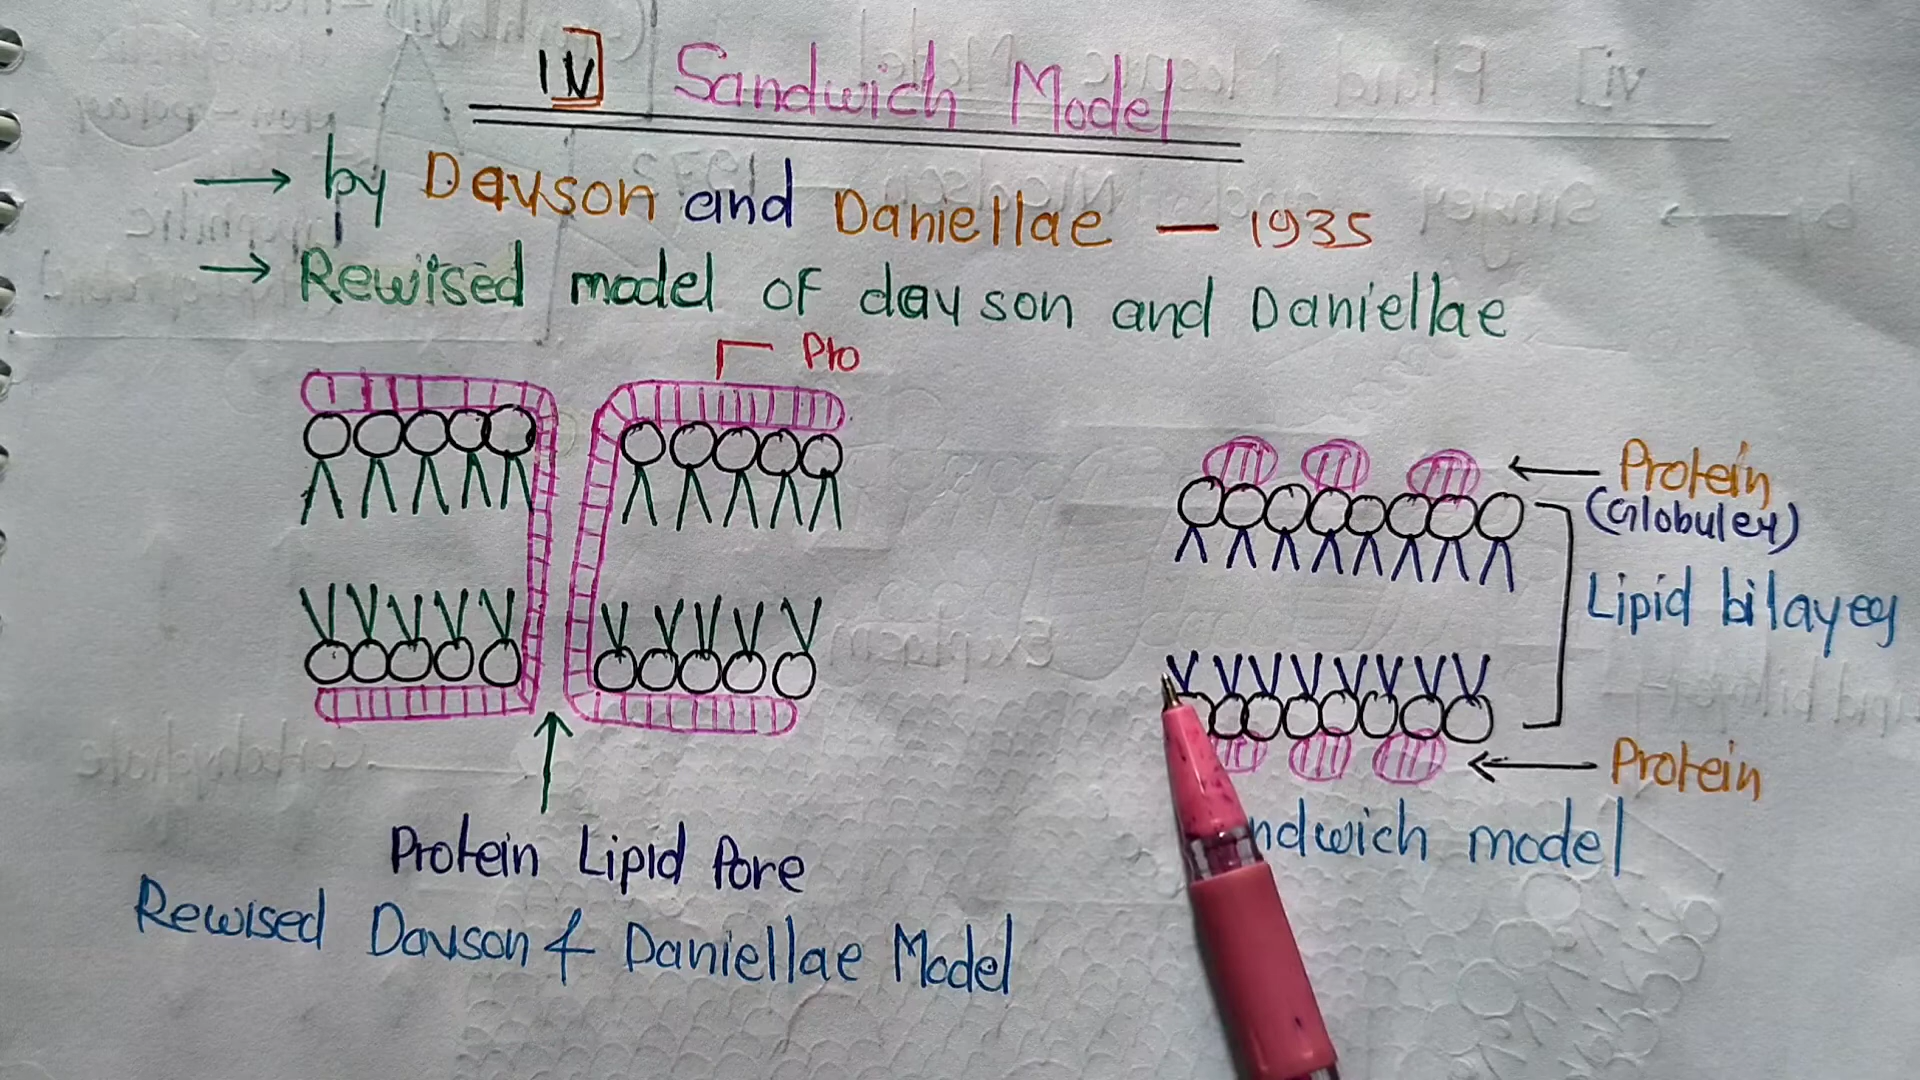 IV Sandwich Model
→ by Davson and Daniellae — 1935
→ Rewised model of davson and Daniellae
Pro
Protein
(Globuler)
Lipid bilayer
Protein
Protein Lipid Pore
ndwich model
Rewised Davson & Daniellae Model